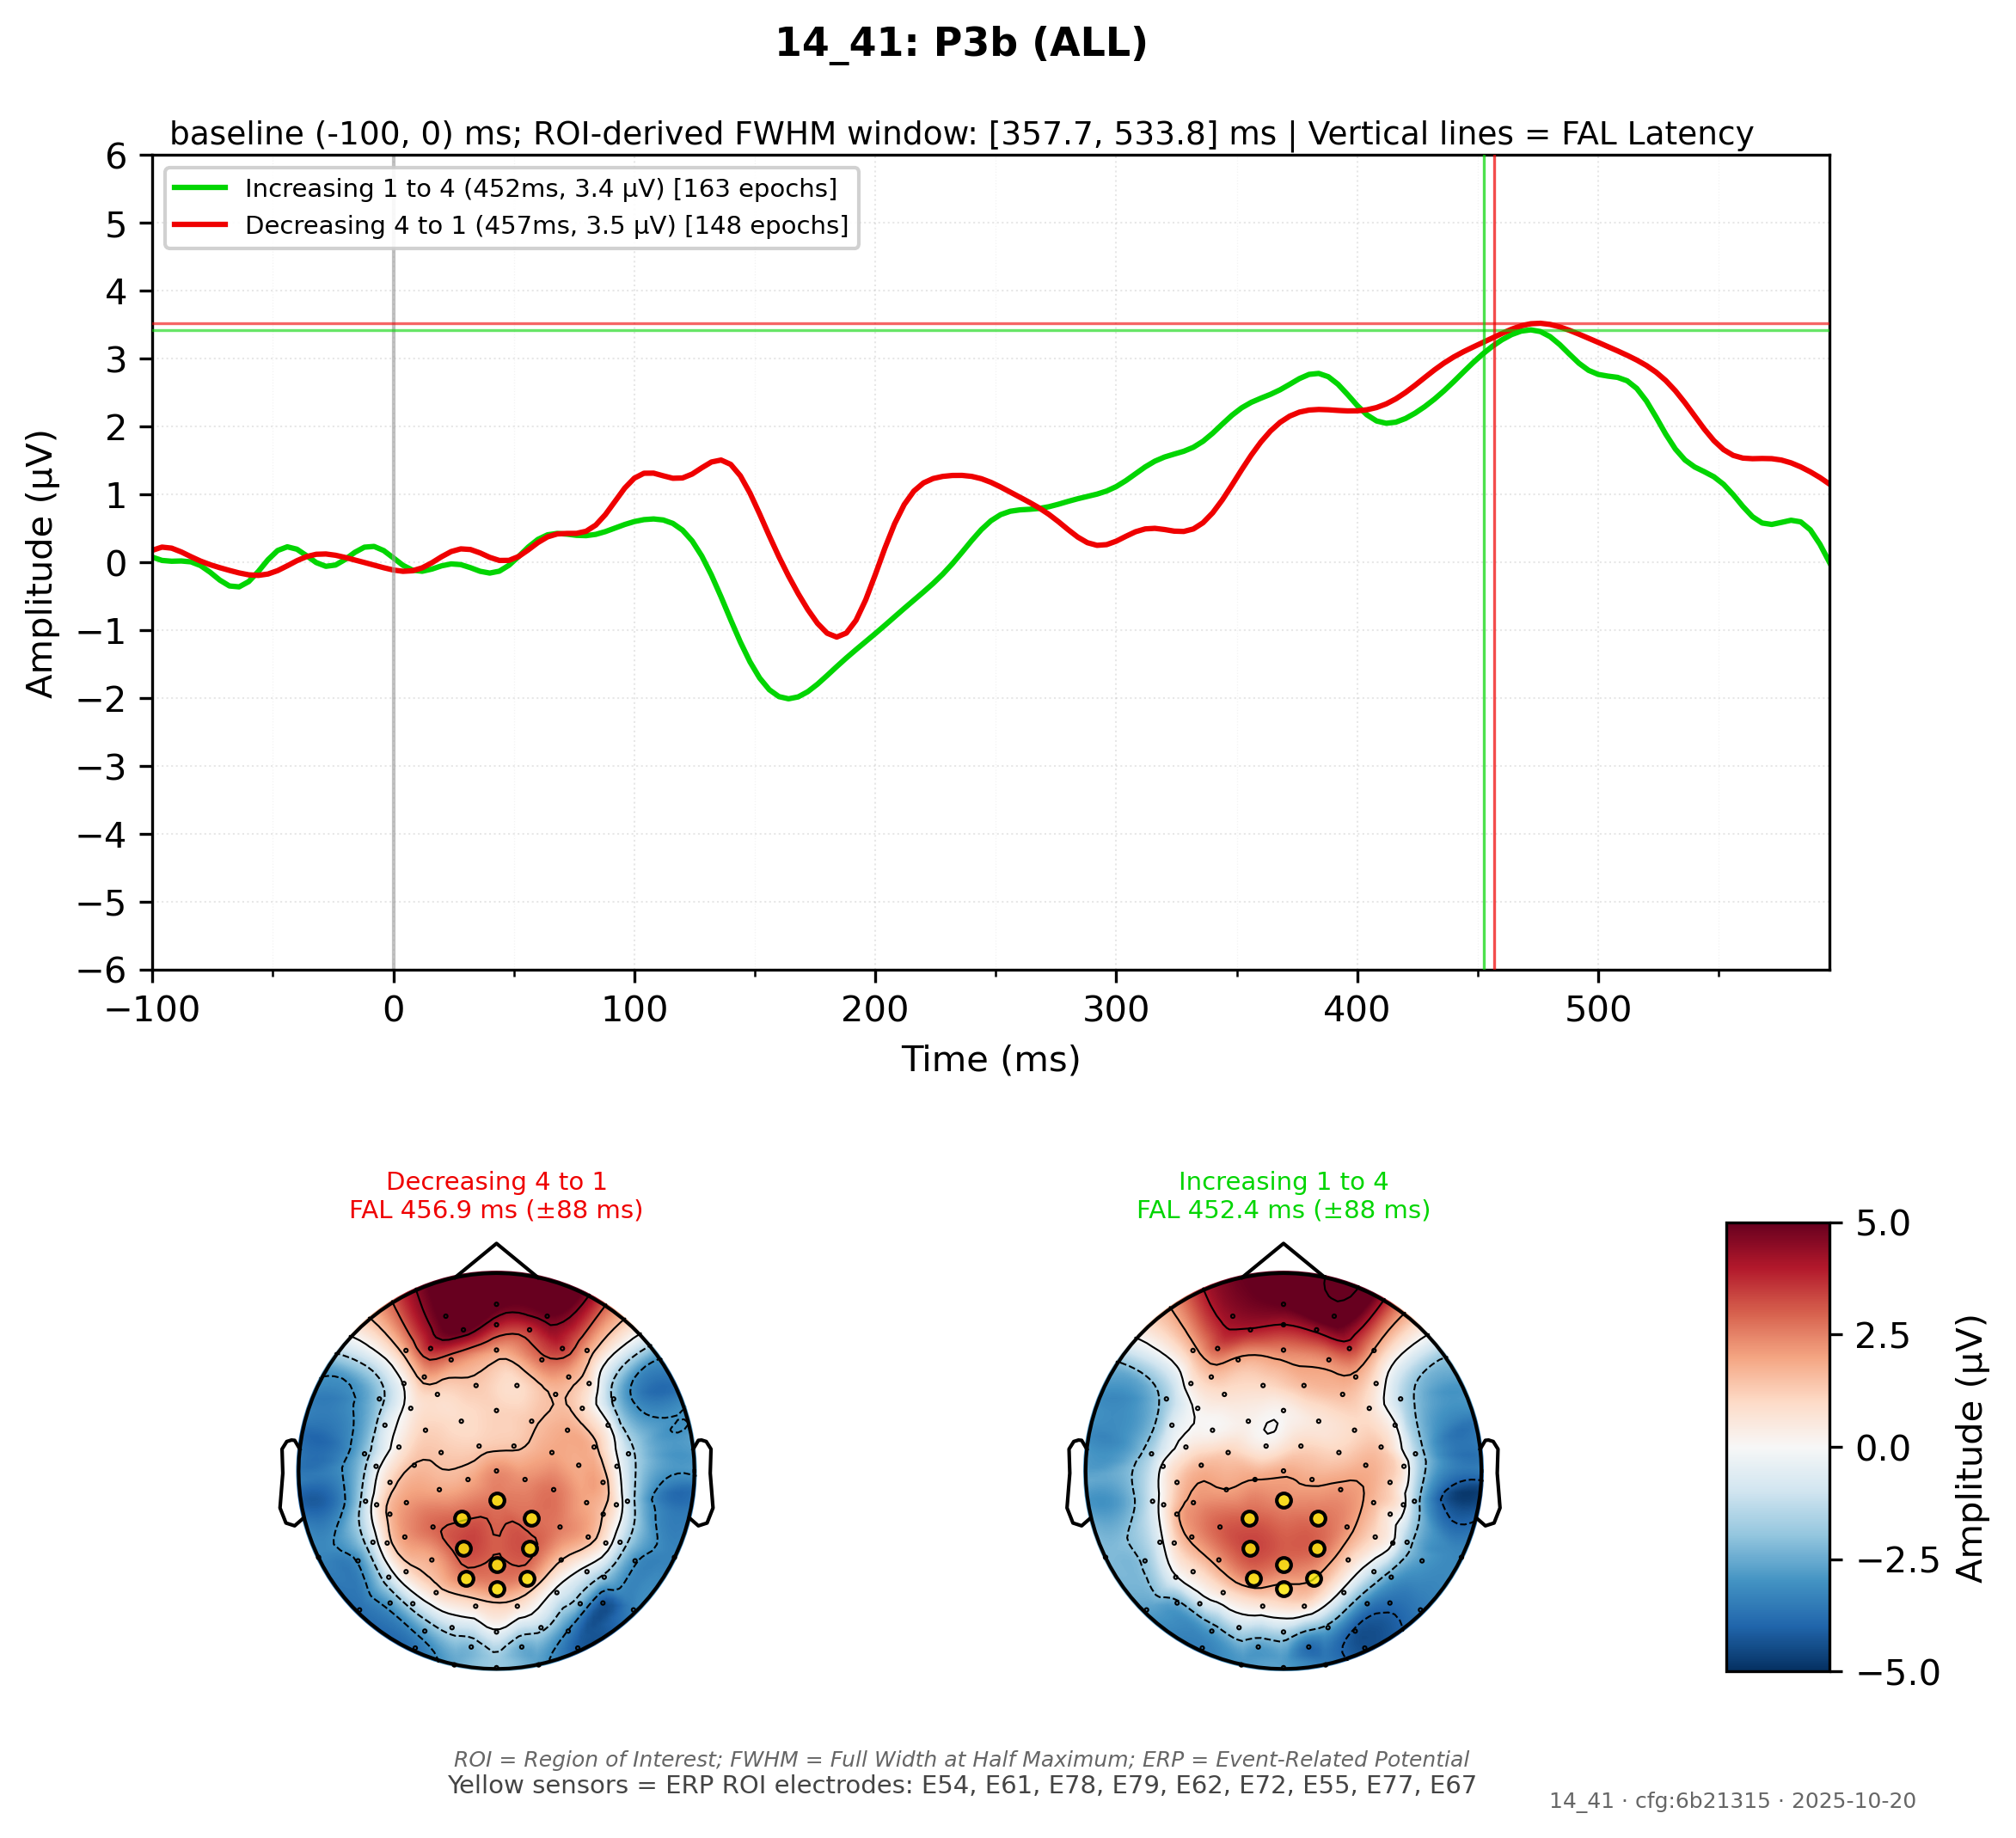 14_41: P3b (ALL)
baseline (-100, 0) ms; ROI-derived FWHM window: [357.7, 533.8] ms | Vertical lines = FAL Latency
Increasing 1 to 4 (452ms, 3.4 µV) [163 epochs]
Decreasing 4 to 1 (457ms, 3.5 µV) [148 epochs]
6
5
4
3
2
1
0
−1
−2
−3
−4
−5
−6
Amplitude (µV)
−100
0
100
200
300
400
500
Time (ms)
Decreasing 4 to 1
FAL 456.9 ms (±88 ms)
Increasing 1 to 4
FAL 452.4 ms (±88 ms)
5.0
2.5
0.0
−2.5
−5.0
Amplitude (µV)
ROI = Region of Interest; FWHM = Full Width at Half Maximum; ERP = Event-Related Potential
Yellow sensors = ERP ROI electrodes: E54, E61, E78, E79, E62, E72, E55, E77, E67
14_41 · cfg:6b21315 · 2025-10-20